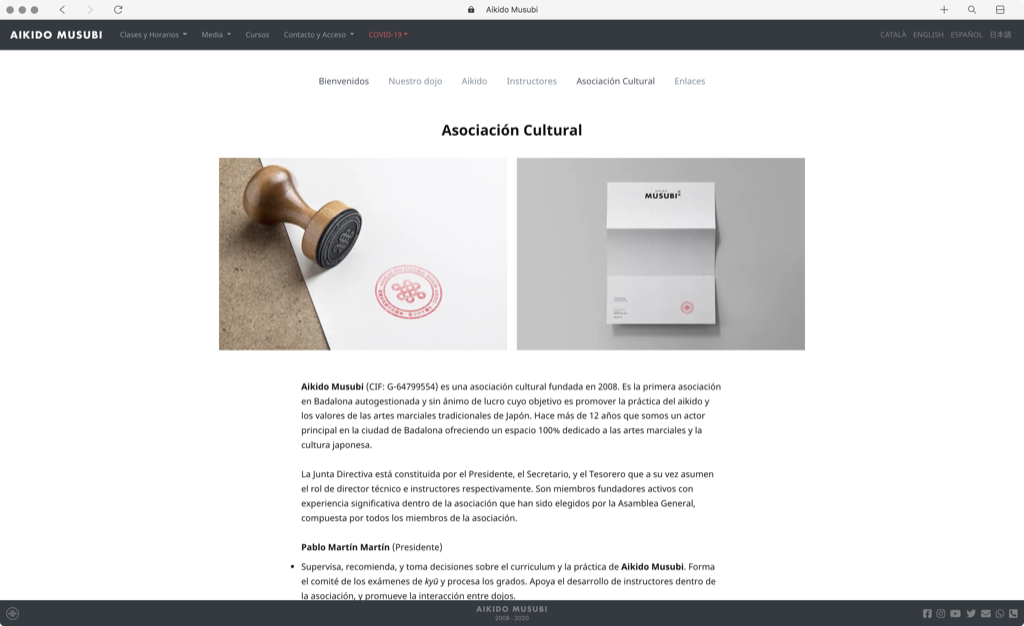 Aikido Musubi
AIKIDO MUSUBI Clases y Horarios Media Cursos Contacto y Acceso COVID-19 CATALÀ ENGLISH ESPAÑOL 日本語
Bienvenidos Nuestro dojo Aikido Instructores Asociación Cultural Enlaces
Asociación Cultural
MUSUBI
Aikido Musubi (CIF: G-64799554) es una asociación cultural fundada en 2008. Es la primera asociación
en Badalona autogestionada y sin ánimo de lucro cuyo objetivo es promover la práctica del aikido y
los valores de las artes marciales tradicionales de Japón. Hace más de 12 años que somos un actor
principal en la ciudad de Badalona ofreciendo un espacio 100% dedicado a las artes marciales y la
cultura japonesa.
La Junta Directiva está constituida por el Presidente, el Secretario, y el Tesorero que a su vez asumen
el rol de director técnico e instructores respectivamente. Son miembros fundadores activos con
experiencia significativa dentro de la asociación que han sido elegidos por la Asamblea General,
compuesta por todos los miembros de la asociación.
Pablo Martín Martín (Presidente)
Supervisa, recomienda, y toma decisiones sobre el curriculum y la práctica de Aikido Musubi. Forma
el comité de los exámenes de kyū y procesa los grados. Apoya el desarrollo de instructores dentro de
la asociación, y promueve la interacción entre dojos.
AIKIDO MUSUBI
2008 - 2020